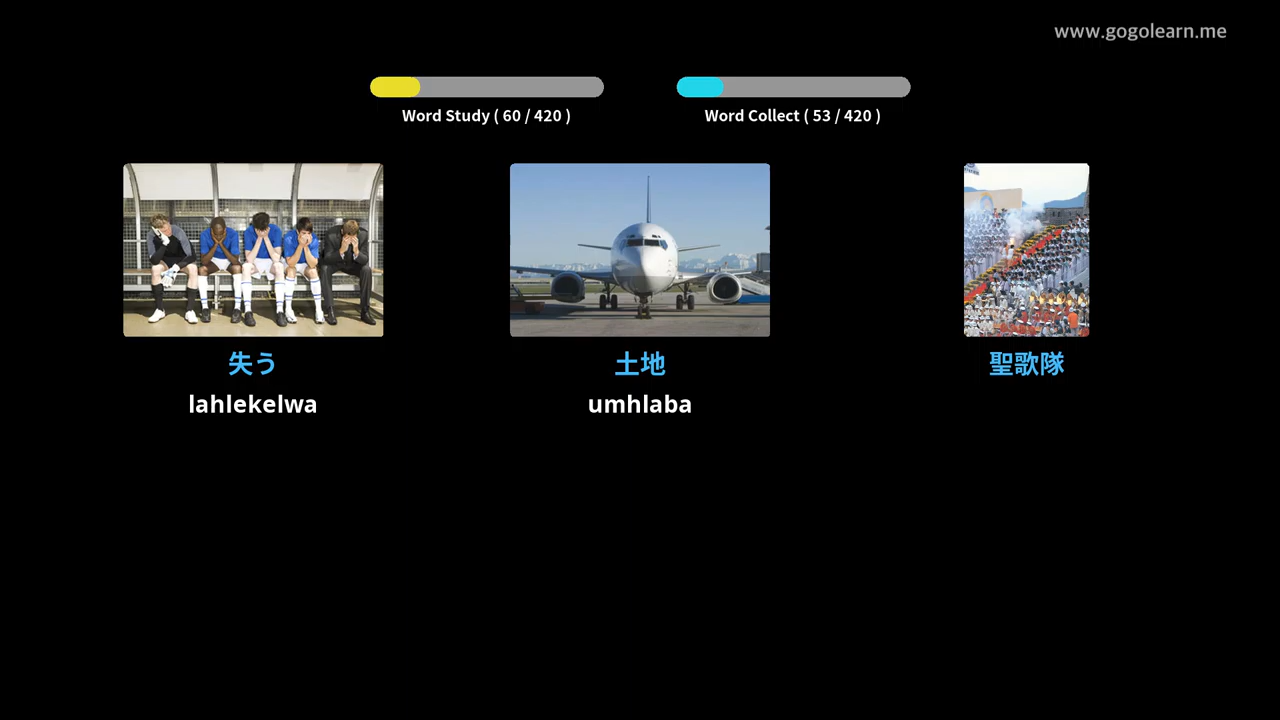 www.gogolearn.me
Word Study ( 60 / 420 )
Word Collect ( 53 / 420 )
失う
土地
聖歌隊
lahlekelwa
umhlaba